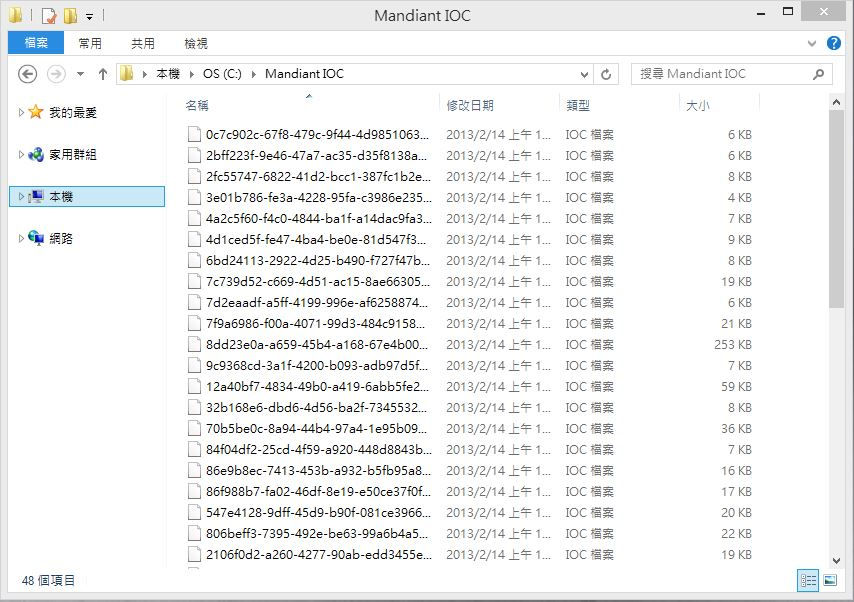 Mandiant IOC
檔案 常用 共用 檢視
本機 OS (C:) Mandiant IOC 搜尋 Mandiant IOC
我的最愛
家用群組
本機
網路
名稱 修改日期 類型 大小
0c7c902c-67f8-479c-9f44-4d9851063... 2013/2/14 上午 1... IOC 檔案 6 KB
2bff223f-9e46-47a7-ac35-d35f8138a... 2013/2/14 上午 1... IOC 檔案 6 KB
2fc55747-6822-41d2-bcc1-387fc1b2e... 2013/2/14 上午 1... IOC 檔案 8 KB
3e01b786-fe3a-4228-95fa-c3986e235... 2013/2/14 上午 1... IOC 檔案 4 KB
4a2c5f60-f4c0-4844-ba1f-a14dac9fa3... 2013/2/14 上午 1... IOC 檔案 7 KB
4d1ced5f-fe47-4ba4-be0e-81d547f3... 2013/2/14 上午 1... IOC 檔案 9 KB
6bd24113-2922-4d25-b490-f727f47b... 2013/2/14 上午 1... IOC 檔案 8 KB
7c739d52-c669-4d51-ac15-8ae66305... 2013/2/14 上午 1... IOC 檔案 19 KB
7d2eaadf-a5ff-4199-996e-af6258874... 2013/2/14 上午 1... IOC 檔案 6 KB
7f9a6986-f00a-4071-99d3-484c9158... 2013/2/14 上午 1... IOC 檔案 21 KB
8dd23e0a-a659-45b4-a168-67e4b00... 2013/2/14 上午 1... IOC 檔案 253 KB
9c9368cd-3a1f-4200-b093-adb97d5f... 2013/2/14 上午 1... IOC 檔案 7 KB
12a40bf7-4834-49b0-a419-6abb5fe2... 2013/2/14 上午 1... IOC 檔案 59 KB
32b168e6-dbd6-4d56-ba2f-7345532... 2013/2/14 上午 1... IOC 檔案 8 KB
70b5be0c-8a94-44b4-97a4-1e95b09... 2013/2/14 上午 1... IOC 檔案 36 KB
84f04df2-25cd-4f59-a920-448d8843b... 2013/2/14 上午 1... IOC 檔案 7 KB
86e9b8ec-7413-453b-a932-b5fb95a8... 2013/2/14 上午 1... IOC 檔案 16 KB
86f988b7-fa02-46df-8e19-e50ce37f0f... 2013/2/14 上午 1... IOC 檔案 17 KB
547e4128-9dff-45d9-b90f-081ce3966... 2013/2/14 上午 1... IOC 檔案 20 KB
806beff3-7395-492e-be63-99a6b4a5... 2013/2/14 上午 1... IOC 檔案 22 KB
2106f0d2-a260-4277-90ab-edd3455e... 2013/2/14 上午 1... IOC 檔案 19 KB
48 個項目